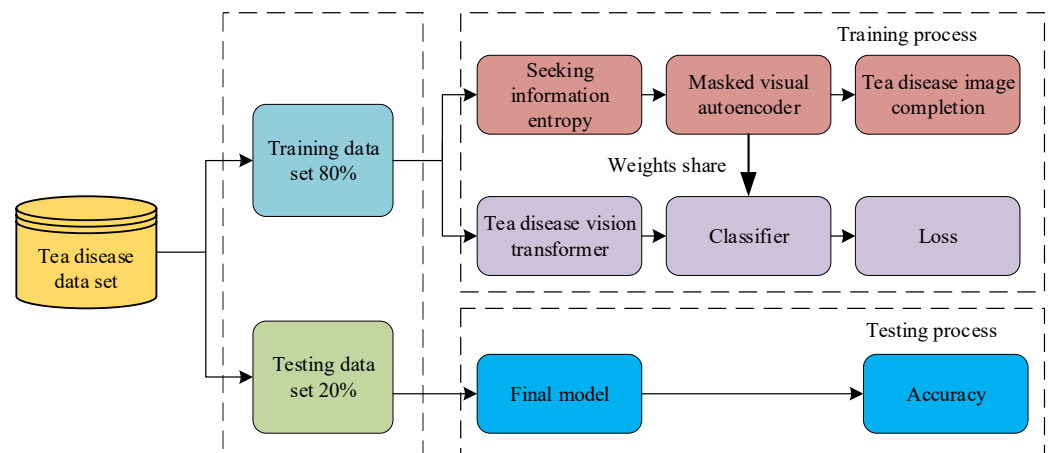 Tea disease
data set
Training data
set 80%
Testing data
set 20%
Training process
Seeking
information
entropy
Masked visual
autoencoder
Tea disease image
completion
Weights share
Tea disease vision
transformer
Classifier
Loss
Testing process
Final model
Accuracy